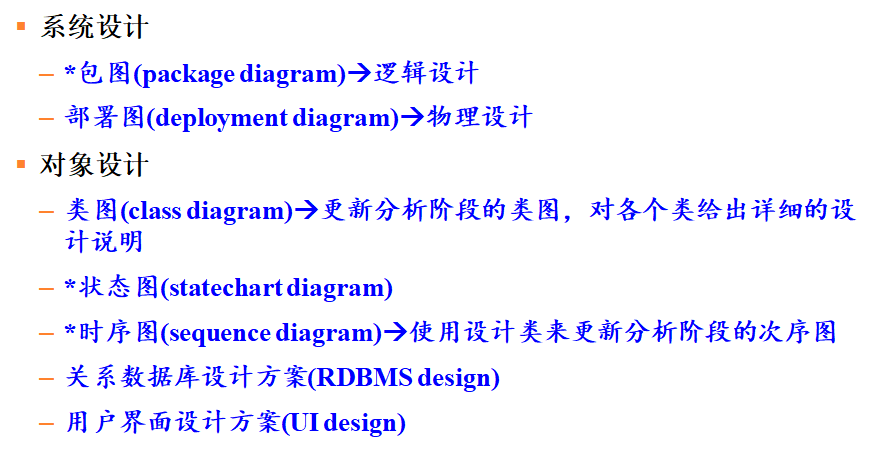 ▪ 系统设计
– *包图(package diagram)→逻辑设计
– 部署图(deployment diagram)→物理设计
▪ 对象设计
– 类图(class diagram)→更新分析阶段的类图，对各个类给出详细的设
计说明
– *状态图(statechart diagram)
– *时序图(sequence diagram)→使用设计类来更新分析阶段的次序图
– 关系数据库设计方案(RDBMS design)
– 用户界面设计方案(UI design)